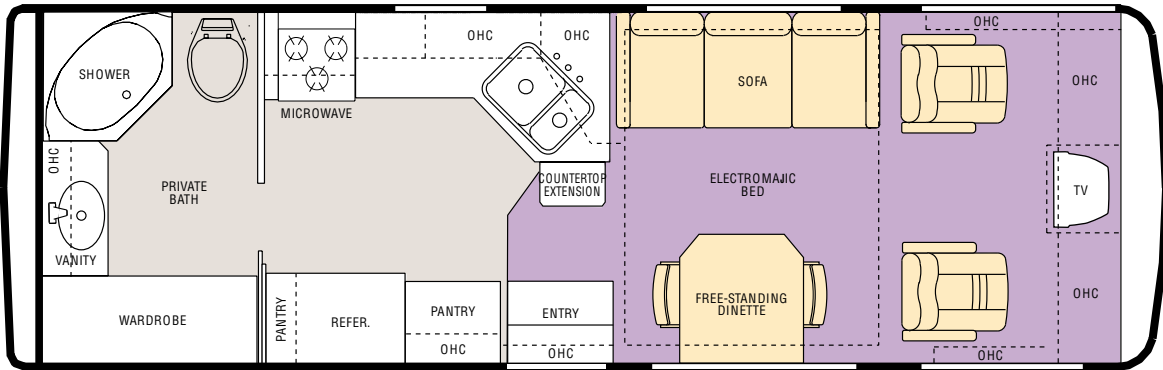 OHC
OHC
OHC
SHOWER
SOFA
OHC
MICROWAVE
OHC
PRIVATE
BATH
COUNTERTOP
EXTENSION
ELECTROMAJIC
BED
TV
VANITY
WARDROBE
PANTRY
REFER.
PANTRY
OHC
ENTRY
OHC
FREE-STANDING
DINETTE
OHC
OHC